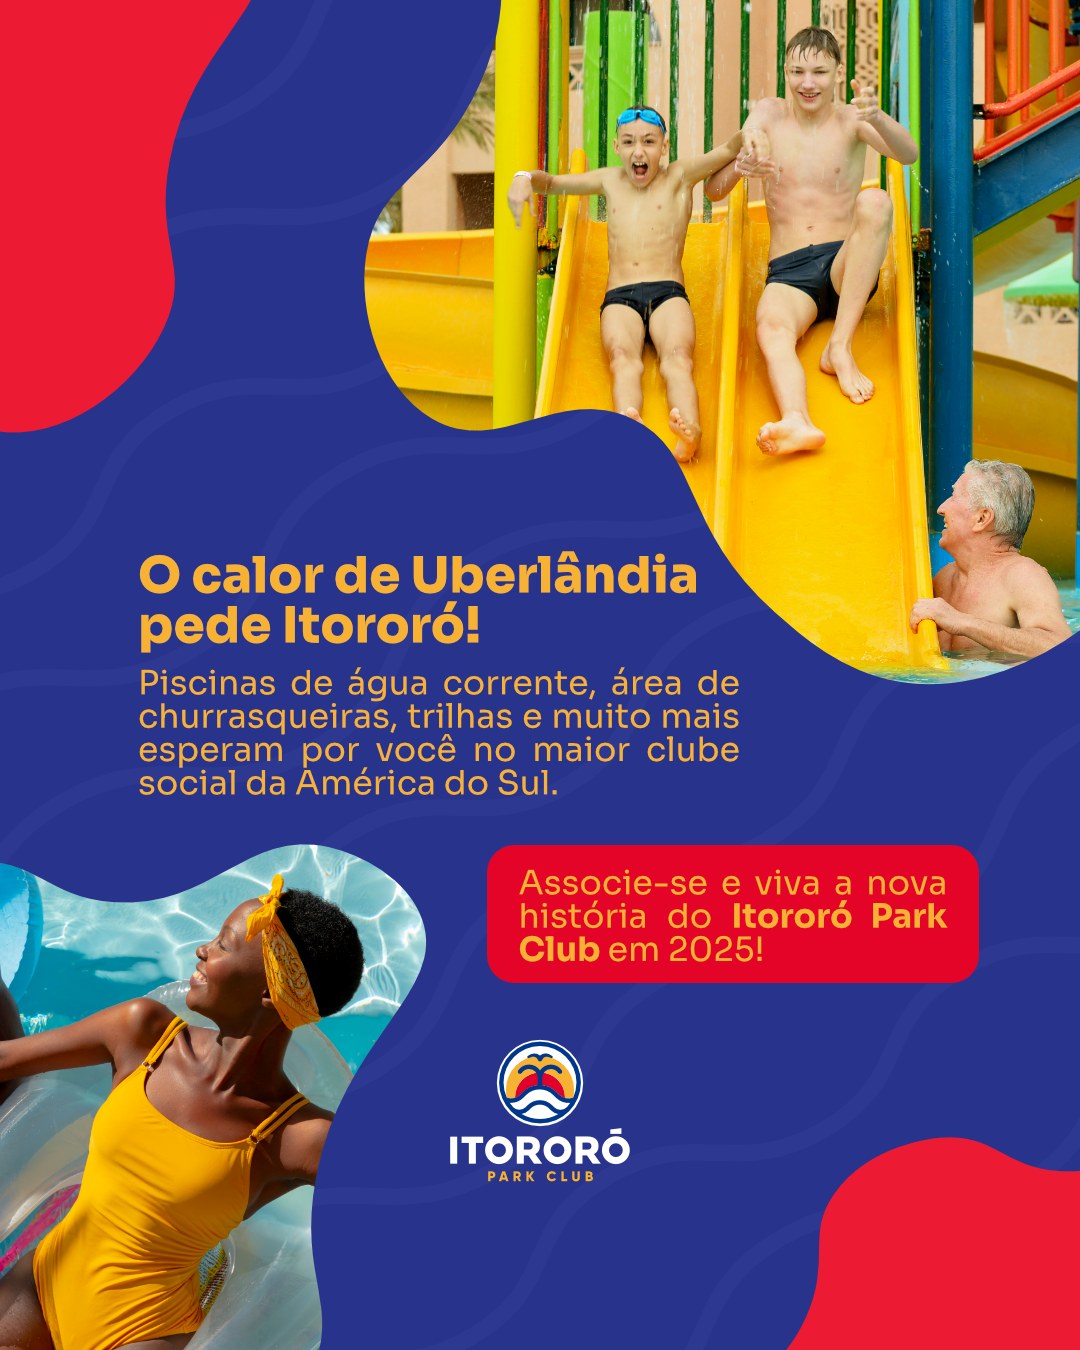 O calor de Uberlândia
pede Itororó!
Piscinas de água corrente, área de
churrasqueiras, trilhas e muito mais
esperam por você no maior clube
social da América do Sul.
Associe-se e viva a nova
história do Itororó Park
Club em 2025!
ITORORÓ
PARK CLUB